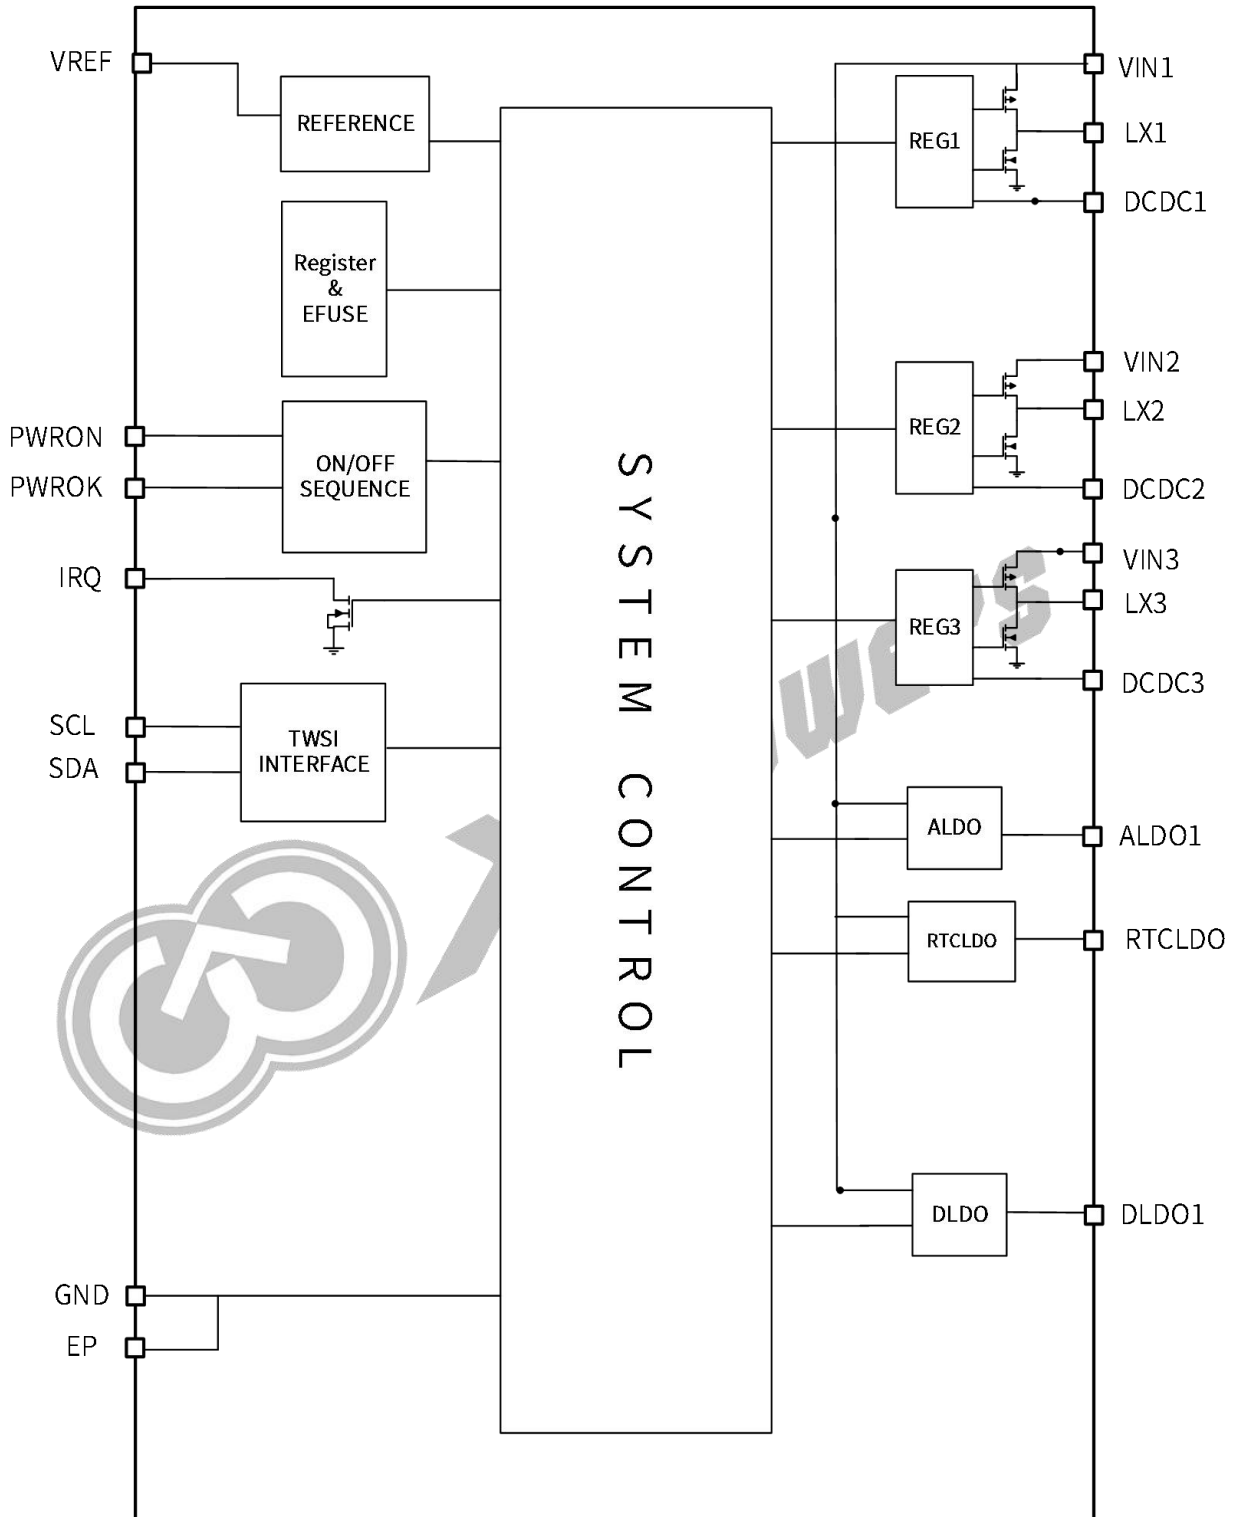 VREF
REFERENCE
Register
&
EFUSE
PWRON
PWROK
ON/OFF
SEQUENCE
IRQ
SCL
SDA
TWSI
INTERFACE
GND
EP
SYSTEM CONTROL
REG1
VIN1
LX1
DCDC1
REG2
VIN2
LX2
DCDC2
REG3
VIN3
LX3
DCDC3
ALDO
ALDO1
RTCLDO
RTCLDO
DLDO
DLDO1